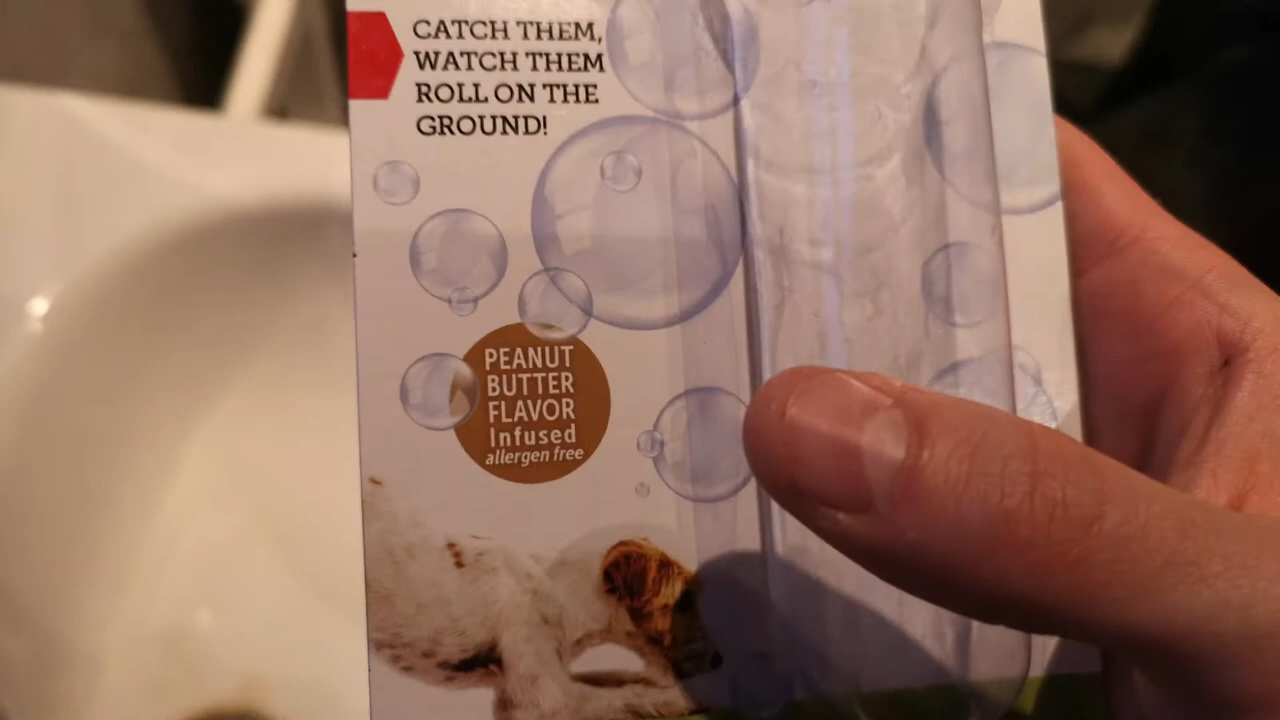 CATCH THEM,
WATCH THEM
ROLL ON THE
GROUND!
PEANUT
BUTTER
FLAVOR
Infused
allergen free